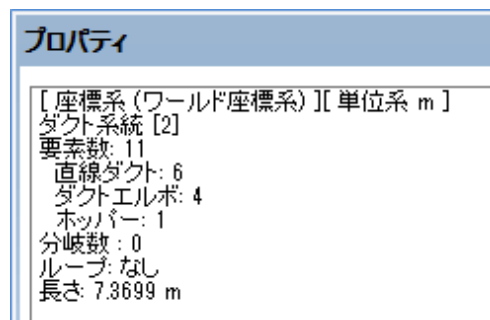 プロパティ
[ 座標系 (ワールド座標系) ][ 単位系 m ]
ダクト系統 [2]
要素数: 11
直線ダクト: 6
ダクトエルボ: 4
ホッパー: 1
分岐数 : 0
ループ: なし
長さ: 7.3699 m